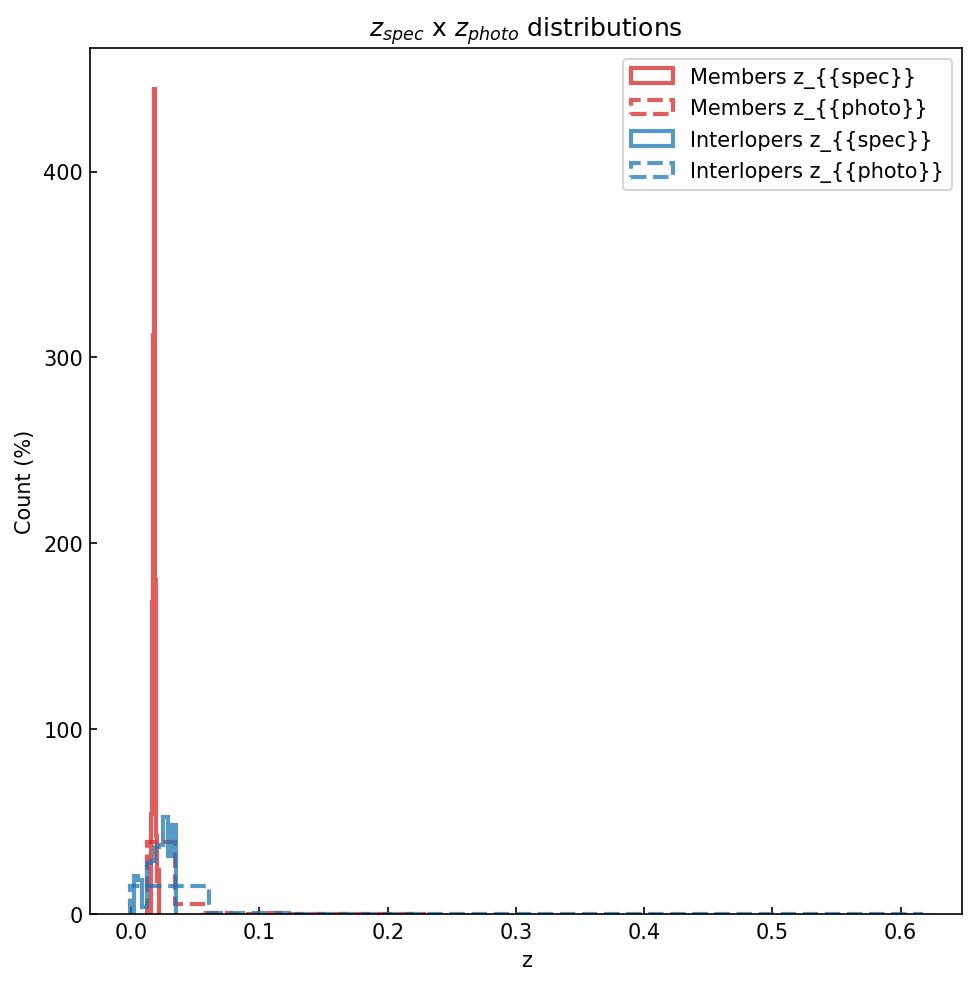 z_spec x z_photo distributions
Members z_{{spec}}
Members z_{{photo}}
Interlopers z_{{spec}}
Interlopers z_{{photo}}
Count (%)
400
300
200
100
0
0.0 0.1 0.2 0.3 0.4 0.5 0.6
z